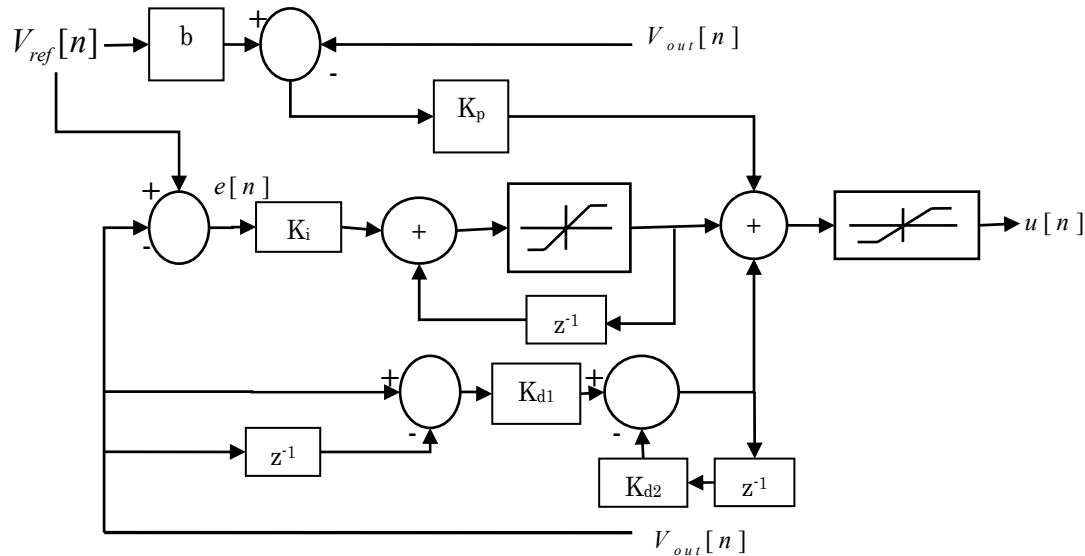 +
V_ref[n]
b
V_out[n]
-
K_p
+
e[n]
-
K_i
+
+
u[n]
z^-1
+
K_d1
+
-
z^-1
-
K_d2
z^-1
V_out[n]